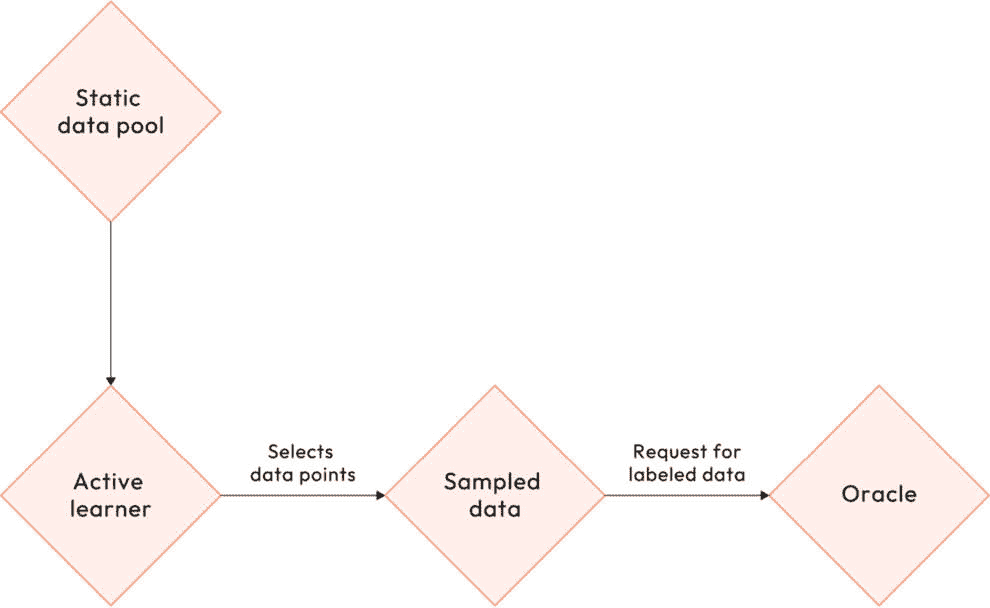 Static
data pool
Active
learner
Selects
data points
Sampled
data
Request for
labeled data
Oracle